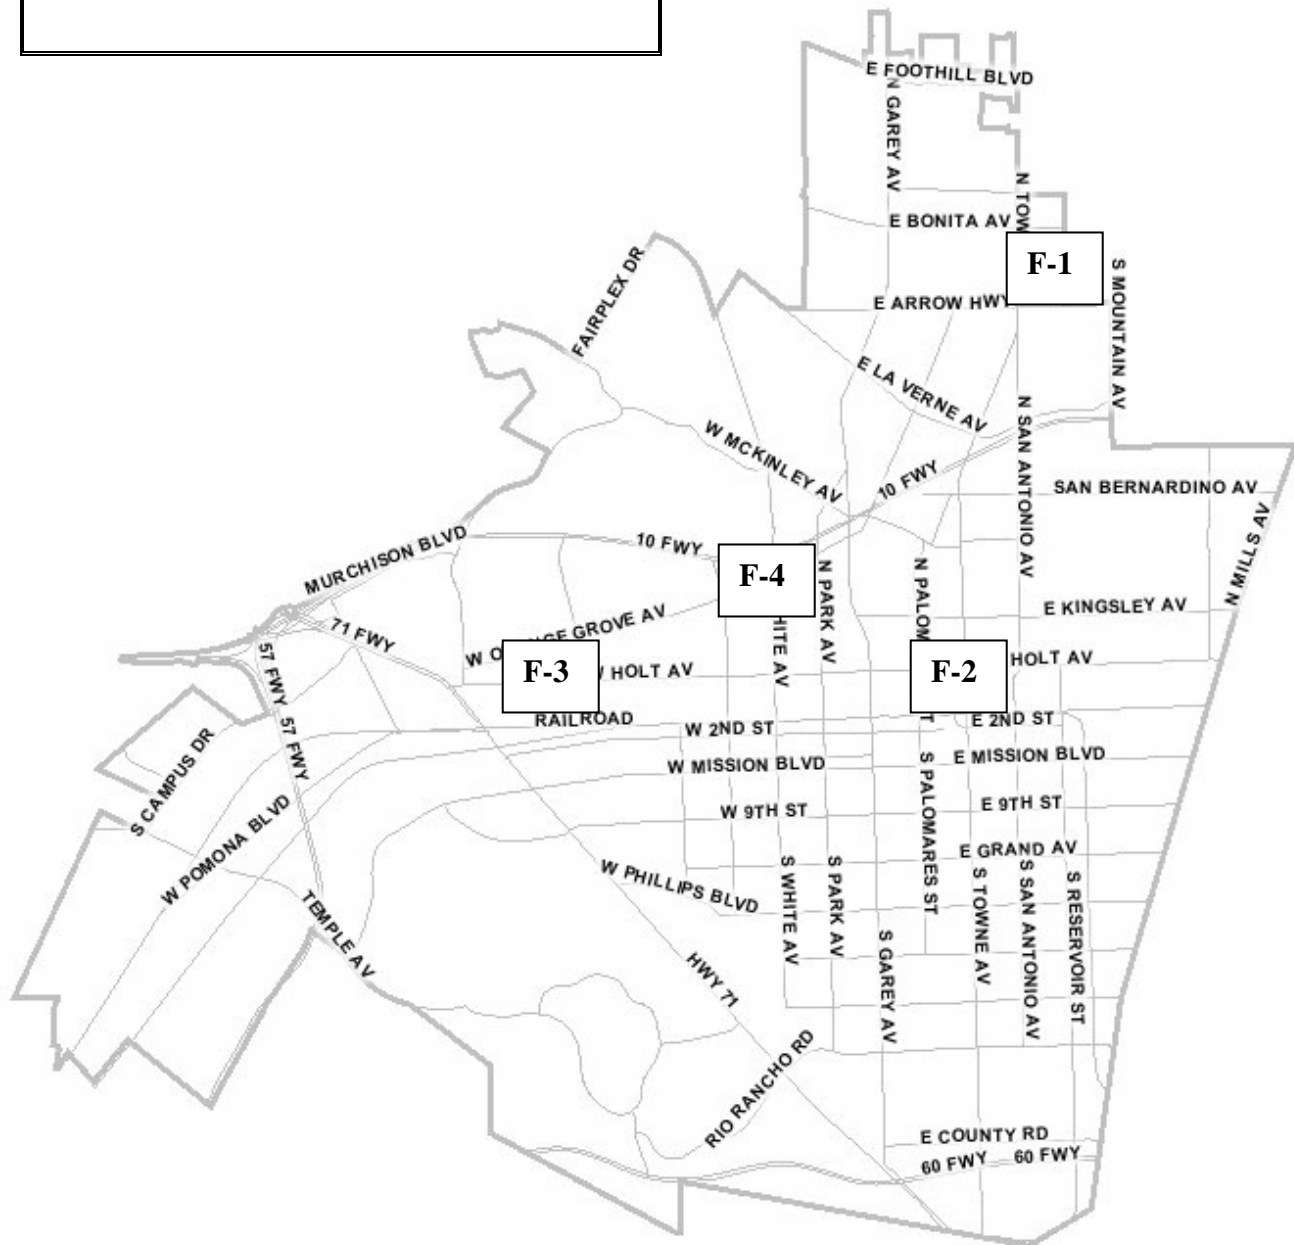 E FOOTHILL BLVD
N GAREY AV
N TOW
E BONITA AV
F-1
S MOUNTAIN AV
FAIRPLEX DR
E ARROW HWY
E LA VERNE AV
N SAN ANTONIO AV
W MCKINLEY AV
10 FWY
SAN BERNARDINO AV
N MILLS AV
MURCHISON BLVD
10 FWY
F-4
N PARK AV
N PALOM
E KINGSLEY AV
71 FWY
W O
GE GROVE AV
HITE AV
57 FWY
F-3
HOLT AV
F-2
HOLT AV
RAILROAD
W 2ND ST
T
E 2ND ST
57 FWY
S CAMPUS DR
W MISSION BLVD
S PALOMARES ST
E MISSION BLVD
W POMONA BLVD
W 9TH ST
E 9TH ST
E GRAND AV
W PHILLIPS BLVD
S WHITE AV
S PARK AV
S TOWNE AV
S SAN ANTONIO AV
S RESERVOIR ST
TEMPLE AV
S GAREY AV
HWY 71
RIO RANCHO RD
E COUNTY RD
60 FWY
60 FWY